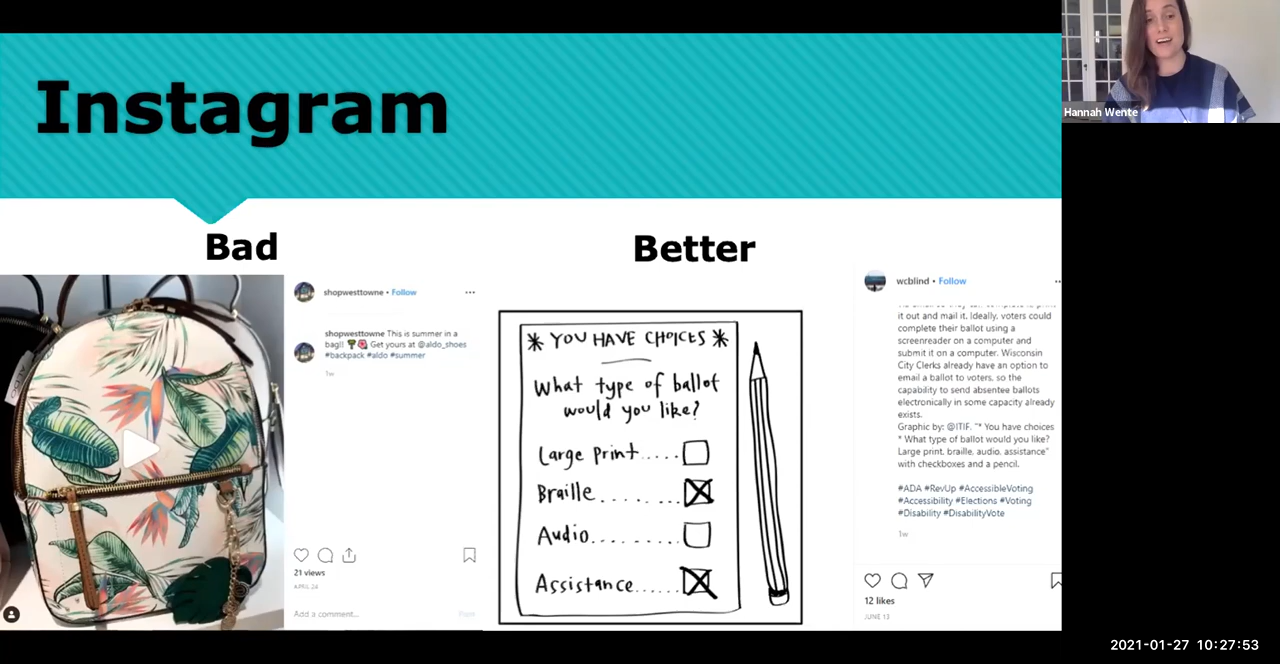 Instagram
Hannah Wente
Bad
Better
shopwesttowne • Follow
shopwesttowne This is summer in a
bag!! Get yours at @aldo_shoes
#backpack #aldo #summer
1w
21 views
APRIL 24
Add a comment...
Post
ALDO
* YOU HAVE CHOICES *
What type of ballot
would you like?
Large Print.....
Braille........
Audio.........
Assistance......
wcblind • Follow
it out and mail it. Ideally, voters could
complete their ballot using a
screenreader on a computer and
submit it on a computer. Wisconsin
City Clerks already have an option to
email a ballot to voters, so the
capability to send absentee ballots
electronically in some capacity already
exists.
Graphic by: @ITIF. "* You have choices
* What type of ballot would you like?
Large print, braille, audio, assistance"
with checkboxes and a pencil.
#ADA #RevUp #AccessibleVoting
#Accessibility #Elections #Voting
#Disability #DisabilityVote
1w
12 likes
JUNE 13
2021-01-27 10:27:53